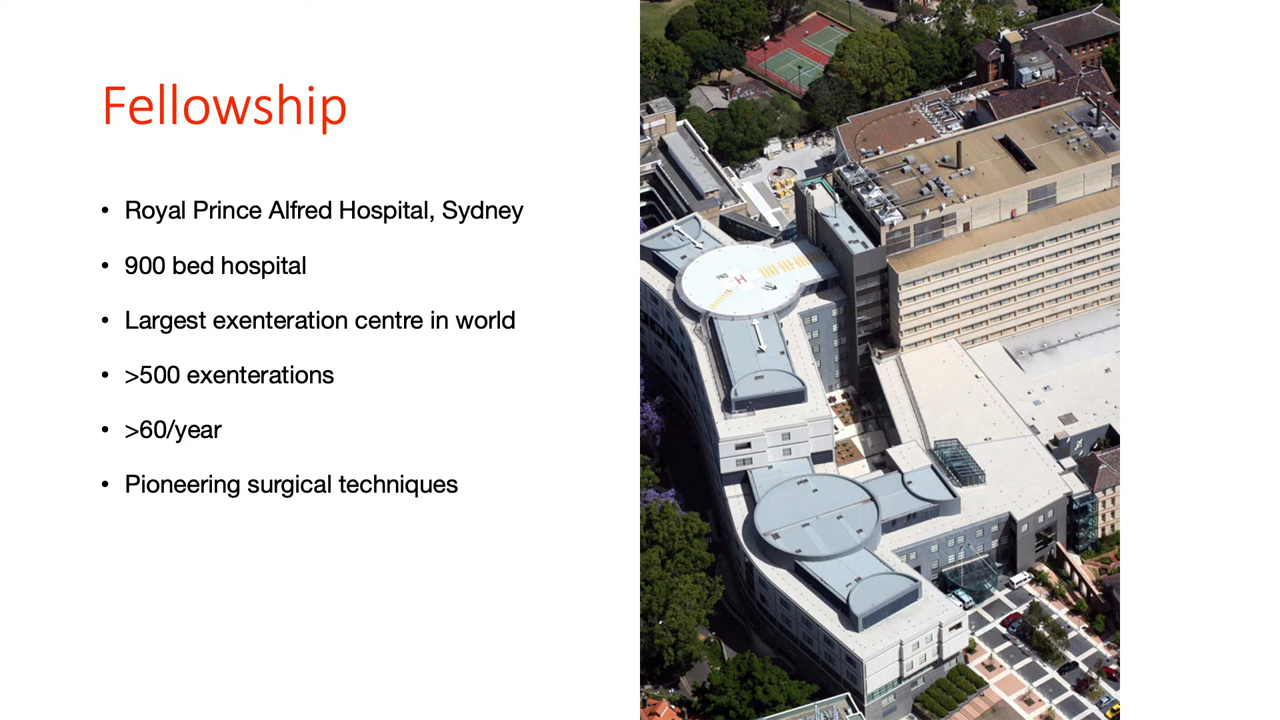 Fellowship
• Royal Prince Alfred Hospital, Sydney
• 900 bed hospital
• Largest exenteration centre in world
• >500 exenterations
• >60/year
• Pioneering surgical techniques
H